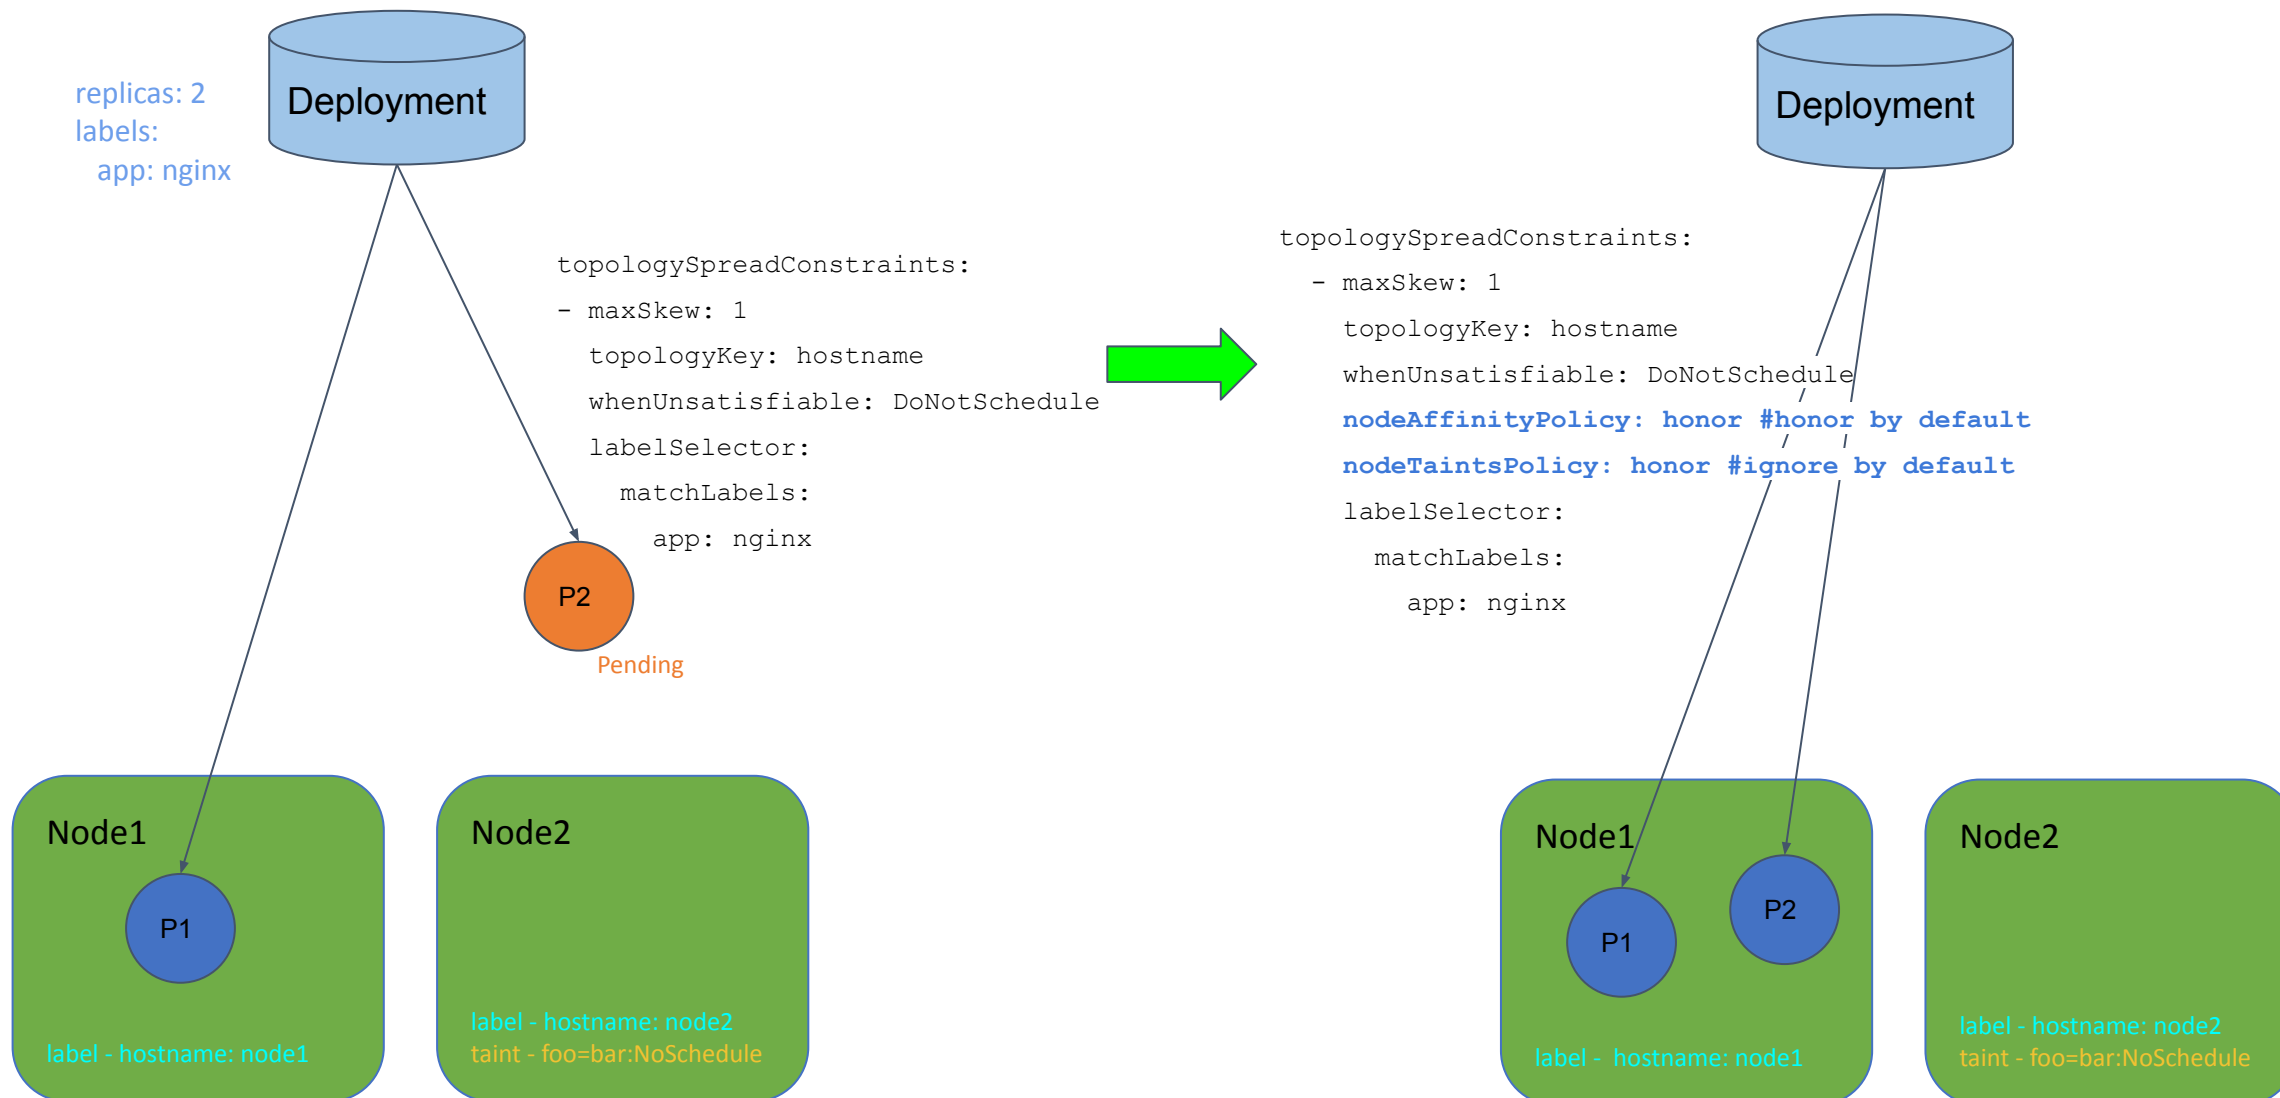 Deployment
replicas: 2
labels:
app: nginx
topologySpreadConstraints:
- maxSkew: 1
topologyKey: hostname
whenUnsatisfiable: DoNotSchedule
labelSelector:
matchLabels:
app: nginx
P2
Pending
Node1
P1
label - hostname: node1
Node2
label - hostname: node2
taint - foo=bar:NoSchedule
Deployment
topologySpreadConstraints:
- maxSkew: 1
topologyKey: hostname
whenUnsatisfiable: DoNotSchedule
nodeAffinityPolicy: honor #honor by default
nodeTaintsPolicy: honor #ignore by default
labelSelector:
matchLabels:
app: nginx
Node1
P1
P2
label - hostname: node1
Node2
label - hostname: node2
taint - foo=bar:NoSchedule